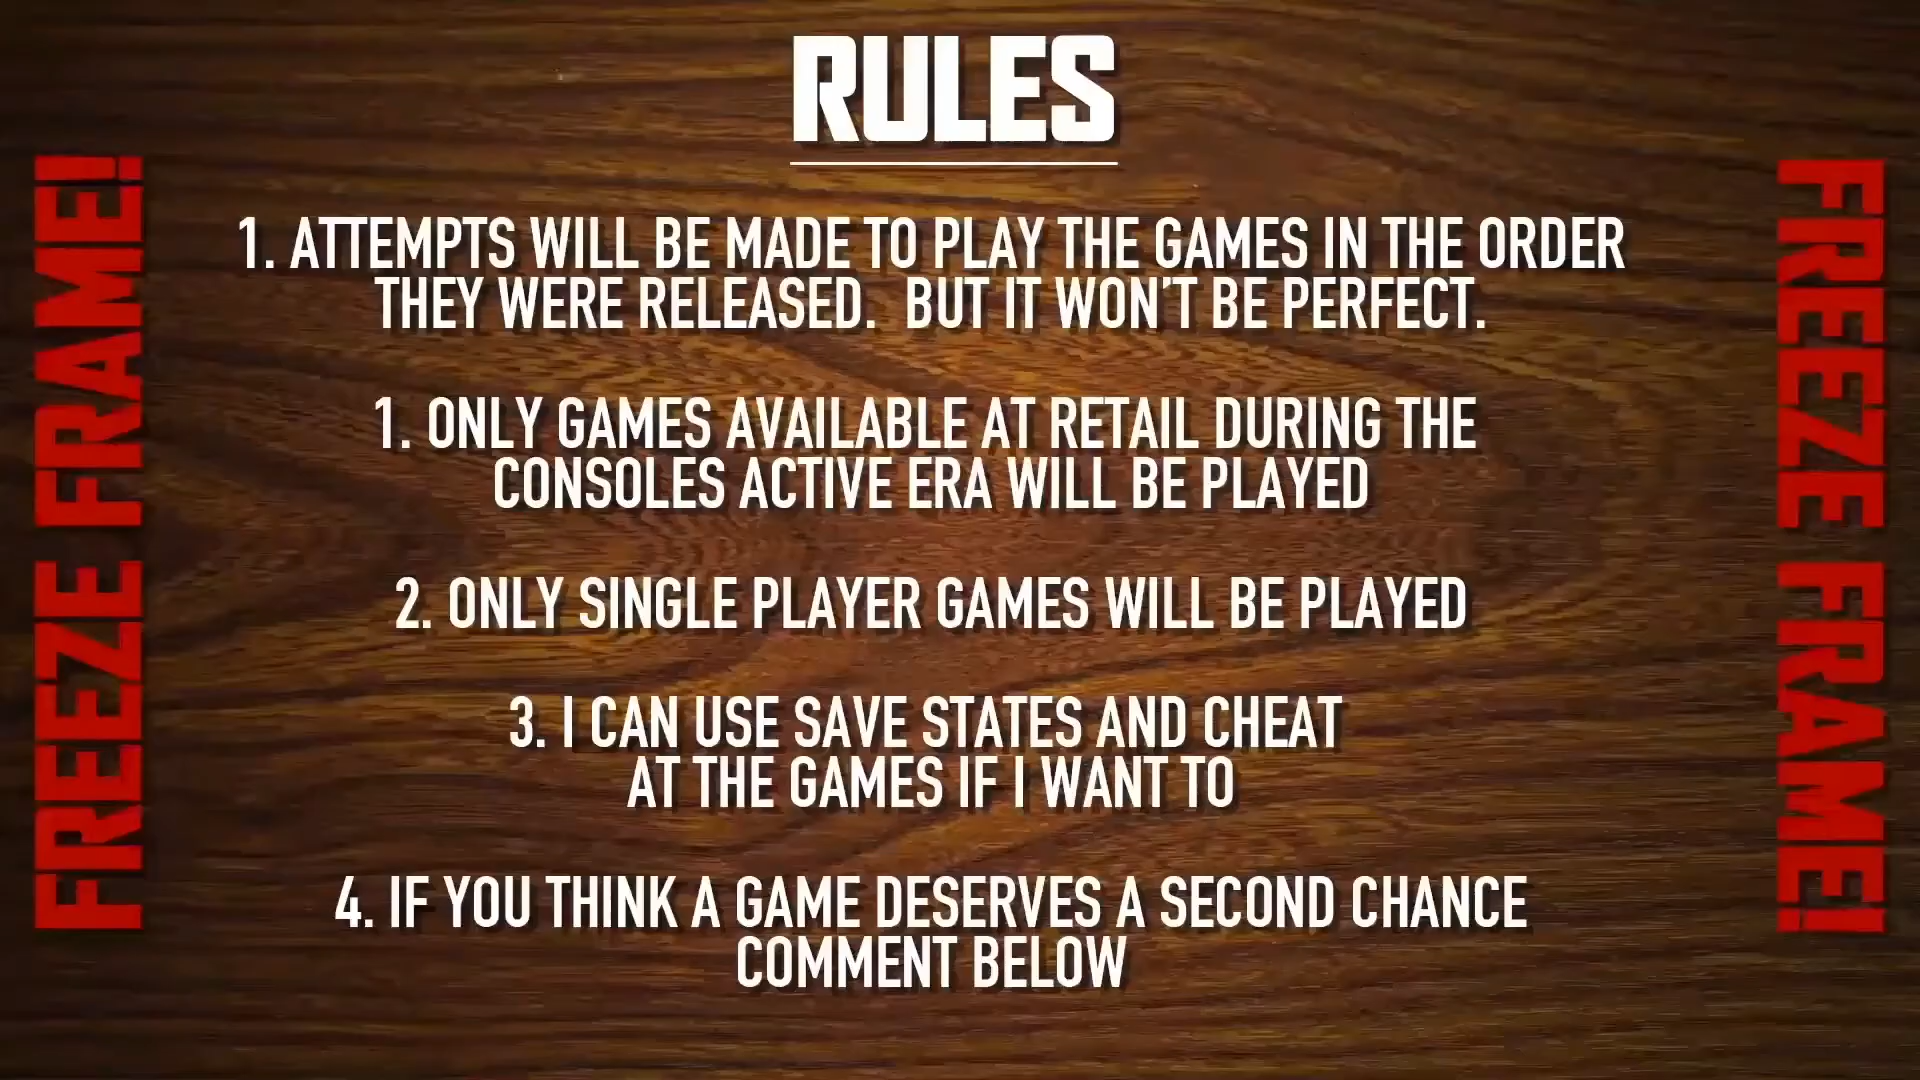 RULES
FREEZE FRAME!
1. ATTEMPTS WILL BE MADE TO PLAY THE GAMES IN THE ORDER
THEY WERE RELEASED. BUT IT WON'T BE PERFECT.
1. ONLY GAMES AVAILABLE AT RETAIL DURING THE
CONSOLES ACTIVE ERA WILL BE PLAYED
2. ONLY SINGLE PLAYER GAMES WILL BE PLAYED
3. I CAN USE SAVE STATES AND CHEAT
AT THE GAMES IF I WANT TO
4. IF YOU THINK A GAME DESERVES A SECOND CHANCE
COMMENT BELOW
FREEZE FRAME!